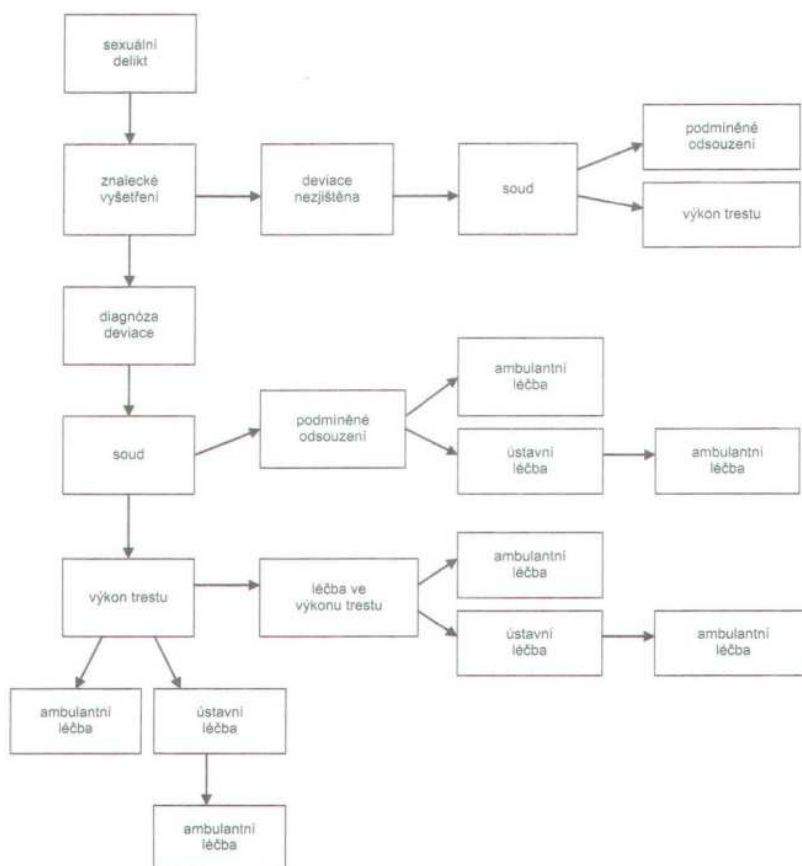 sexuální
delikt
podmíněné
odsouzení
znalecké
vyšetření
deviace
nezjištěna
soud
výkon trestu
diagnóza
deviace
ambulantní
léčba
podmíněné
odsouzení
soud
ústavní
léčba
ambulantní
léčba
ambulantní
léčba
výkon trestu
léčba ve
výkonu trestu
ústavní
léčba
ambulantní
léčba
ambulantní
léčba
ústavní
léčba
ambulantní
léčba